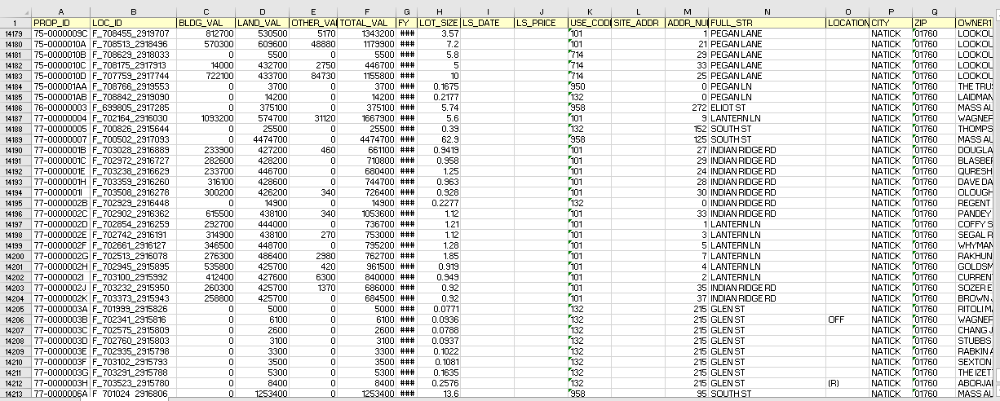 A B C D E F G H I J K L M N O P Q
1 PROP_ID LOC_ID BLDG_VAL LAND_VAL OTHER_VAL TOTAL_VAL FY LOT_SIZE LS_DATE LS_PRICE USE_CODE SITE_ADDR ADDR_NU FULL_STR LOCATION CITY ZIP OWNER1
14179 75-0000009C F_708455_2919707 812700 530500 5170 1343200 ### 3.57 101 1 PEGAN LANE NATICK 01760 LOOKOU
14180 75-0000010A F_708513_2918496 570300 609600 48880 1179900 ### 7.2 101 21 PEGAN LANE NATICK 01760 LOOKOU
14181 75-0000010B F_708629_2918033 0 5500 0 5500 ### 5.8 714 29 PEGAN LANE NATICK 01760 LOOKOU
14182 75-0000010C F_708175_2917913 14000 432700 2750 446700 ### 5 714 33 PEGAN LANE NATICK 01760 LOOKOU
14183 75-0000010D F_707759_2917744 722100 433700 84730 1155800 ### 10 714 25 PEGAN LANE NATICK 01760 LOOKOU
14184 75-000001AA F_708766_2919553 0 3700 0 3700 ### 0.1675 950 0 PEGAN LN NATICK 01760 THE TRU
14185 75-000001AB F_708842_2919090 0 14200 0 14200 ### 0.2177 132 0 PEGAN LN NATICK 01760 LAIDMAN
14186 76-00000003 F_699805_2917285 0 375100 0 375100 ### 5.74 958 272 ELIOT ST NATICK 01760 MASS AU
14187 77-00000004 F_702164_2916030 1093200 574700 31120 1667900 ### 5.6 101 9 LANTERN LN NATICK 01760 WAGNER
14188 77-00000005 F_700826_2915644 0 25500 0 25500 ### 0.39 132 152 SOUTH ST NATICK 01760 THOMPS
14189 77-00000007 F_700502_2917093 0 4474700 0 4474700 ### 62.9 958 125 SOUTH ST NATICK 01760 MASS AU
14190 77-0000001B F_703028_2916889 233900 427200 460 661100 ### 0.9419 101 27 INDIAN RIDGE RD NATICK 01760 DOUGLA
14191 77-0000001C F_702972_2916727 282600 428200 0 710800 ### 0.958 101 29 INDIAN RIDGE RD NATICK 01760 BLASBER
14192 77-0000001E F_703238_2916629 233700 446700 0 680400 ### 1.25 101 24 INDIAN RIDGE RD NATICK 01760 QURESH
14193 77-0000001H F_703359_2916260 316100 428600 0 744700 ### 0.963 101 28 INDIAN RIDGE RD NATICK 01760 DAVE DA
14194 77-0000001I F_703508_2916278 300200 426200 340 726400 ### 0.928 101 30 INDIAN RIDGE RD NATICK 01760 OLOUGH
14195 77-0000002B F_702929_2916448 0 14900 0 14900 ### 0.2277 132 0 INDIAN RIDGE RD NATICK 01760 REGENT
14196 77-0000002C F_702902_2916362 615500 438100 340 1053600 ### 1.12 101 33 INDIAN RIDGE RD NATICK 01760 PANDEY
14197 77-0000002D F_702854_2916259 292700 444000 0 736700 ### 1.21 101 1 LANTERN LN NATICK 01760 COFFY S
14198 77-0000002E F_702742_2916191 314900 438100 270 753000 ### 1.12 101 3 LANTERN LN NATICK 01760 SEGAL R
14199 77-0000002F F_702661_2916127 346500 448700 0 795200 ### 1.28 101 5 LANTERN LN NATICK 01760 WHYMAN
14200 77-0000002G F_702513_2916078 276300 486400 2980 762700 ### 1.85 101 7 LANTERN LN NATICK 01760 RAKHUN
14201 77-0000002H F_702945_2915895 535800 425700 420 961500 ### 0.919 101 4 LANTERN LN NATICK 01760 GOLDSM
14202 77-0000002I F_703100_2915992 412400 427600 6300 840000 ### 0.949 101 2 LANTERN LN NATICK 01760 CURREN
14203 77-0000002J F_703232_2915950 260300 425700 1370 686000 ### 0.92 101 35 INDIAN RIDGE RD NATICK 01760 SOZER E
14204 77-0000002K F_703373_2915943 258800 425700 0 684500 ### 0.92 101 37 INDIAN RIDGE RD NATICK 01760 BROWN
14205 77-0000003A F_701999_2915826 0 5000 0 5000 ### 0.0771 132 215 GLEN ST NATICK 01760 RITOLI M
14206 77-0000003B F_702341_2915816 0 6100 0 6100 ### 0.0936 132 215 GLEN ST OFF NATICK 01760 WAGNER
14207 77-0000003C F_702575_2915809 0 2600 0 2600 ### 0.0788 132 215 GLEN ST NATICK 01760 CHANG J
14208 77-0000003D F_702760_2915803 0 3100 0 3100 ### 0.0937 132 215 GLEN ST NATICK 01760 STUBBS
14209 77-0000003E F_702935_2915798 0 3300 0 3300 ### 0.1022 132 215 GLEN ST NATICK 01760 RABKIN A
14210 77-0000003F F_703102_2915793 0 3500 0 3500 ### 0.1081 132 215 GLEN ST NATICK 01760 SEXTON
14211 77-0000003G F_703291_2915788 0 5300 0 5300 ### 0.1635 132 215 GLEN ST NATICK 01760 THE IZET
14212 77-0000003H F_703523_2915780 0 8400 0 8400 ### 0.2576 132 215 GLEN ST (R) NATICK 01760 ABORJA
14213 77-0000006A F_701024_2916806 0 1253400 0 1253400 ### 13.6 958 95 SOUTH ST NATICK 01760 MASS AU